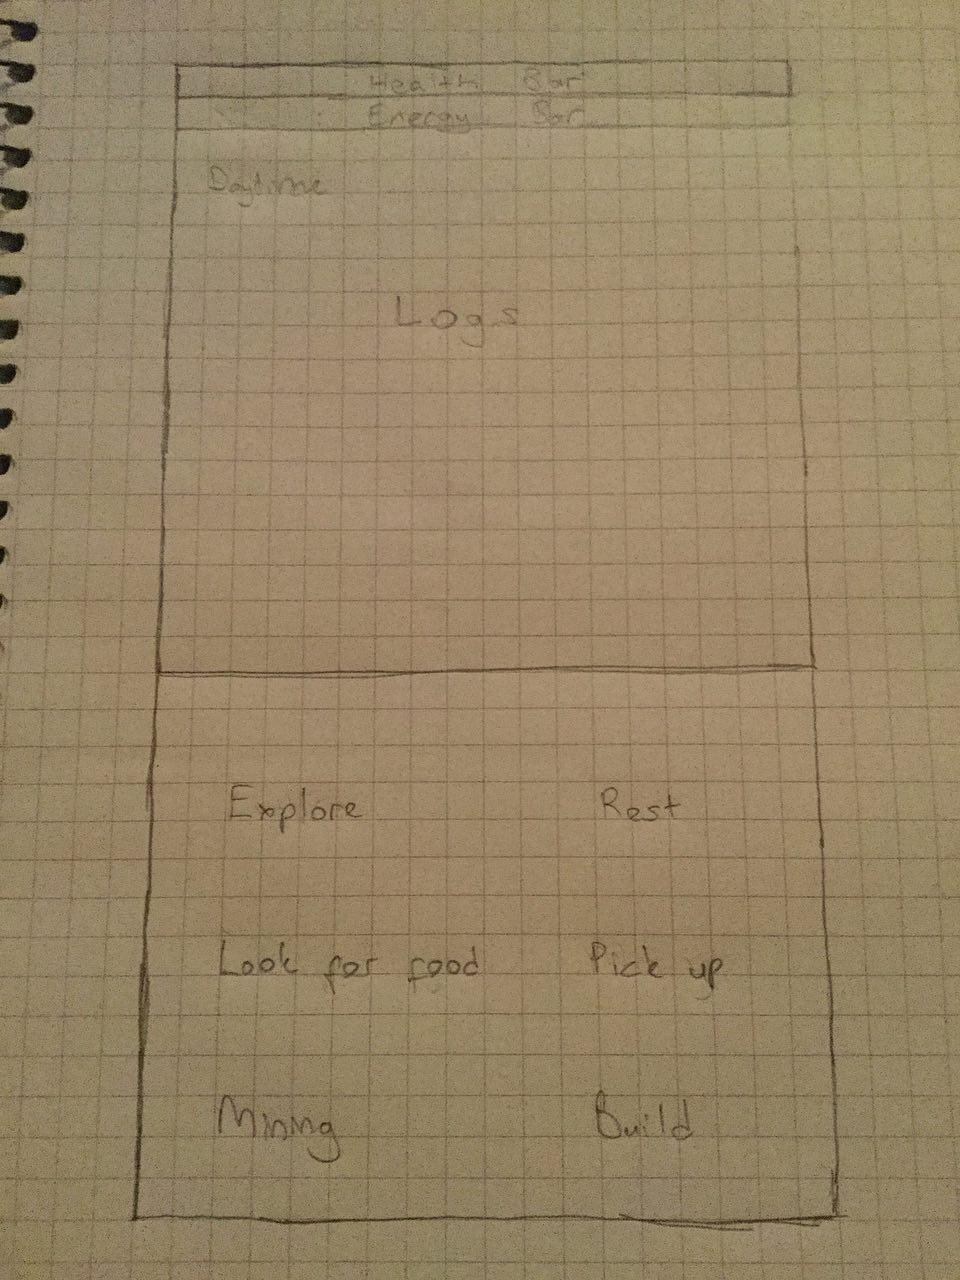 Health Bar
Energy Bar
Daytime
Logs
Explore Rest
Look for food Pick up
Mining Build